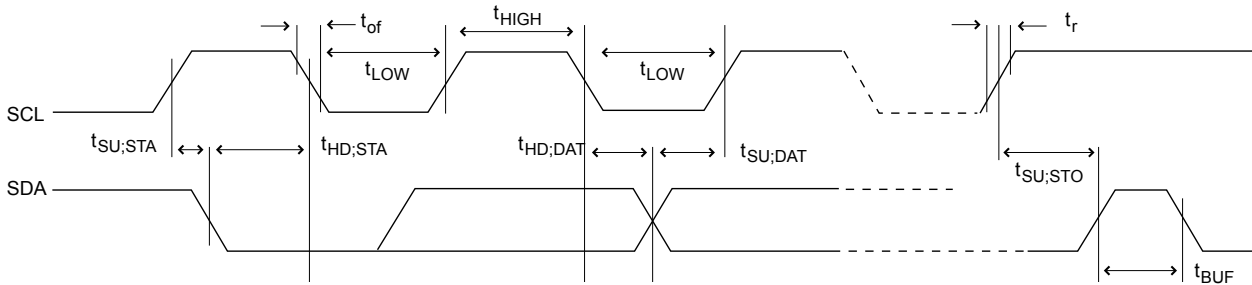 t_of
t_HIGH
t_r
t_LOW
t_LOW
SCL
t_SU;STA
t_HD;STA
t_HD;DAT
t_SU;DAT
t_SU;STO
SDA
t_BUF